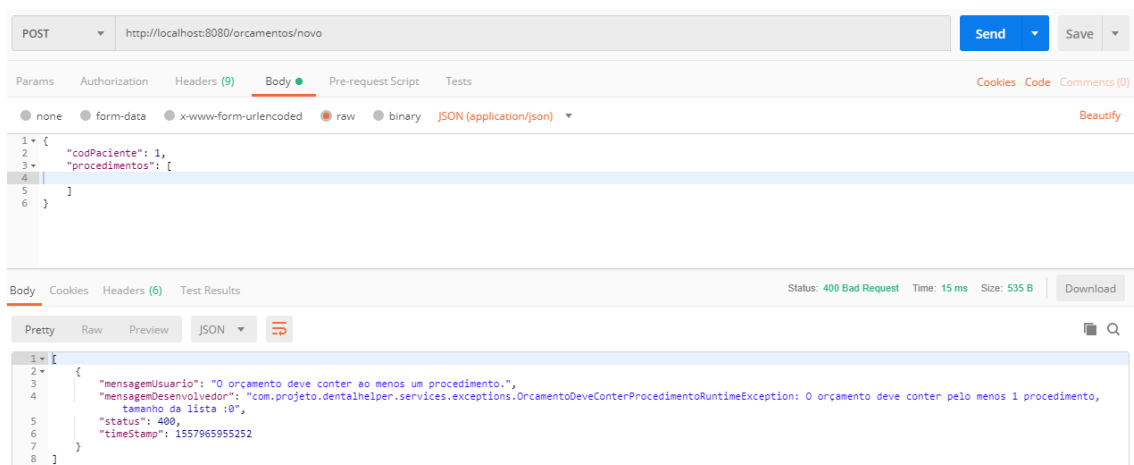 POST http://localhost:8080/orcamentos/novo Send Save
Params Authorization Headers (9) Body Pre-request Script Tests Cookies Code Comments (0)
none form-data x-www-form-urlencoded raw binary JSON (application/json) Beautify
1 {
2 "codPaciente": 1,
3 "procedimentos": [
4
5 ]
6 }
Body Cookies Headers (6) Test Results Status: 400 Bad Request Time: 15 ms Size: 535 B Download
Pretty Raw Preview JSON
1 [
2 {
3 "mensagemUsuario": "O orçamento deve conter ao menos um procedimento.",
4 "mensagemDesenvolvedor": "com.projeto.dentalhelper.services.exceptions.OrcamentoDeveConterProcedimentoRuntimeException: O orçamento deve conter pelo menos 1 procedimento,
tamanho da lista :0",
5 "status": 400,
6 "timeStamp": 1557965955252
7 }
8 ]